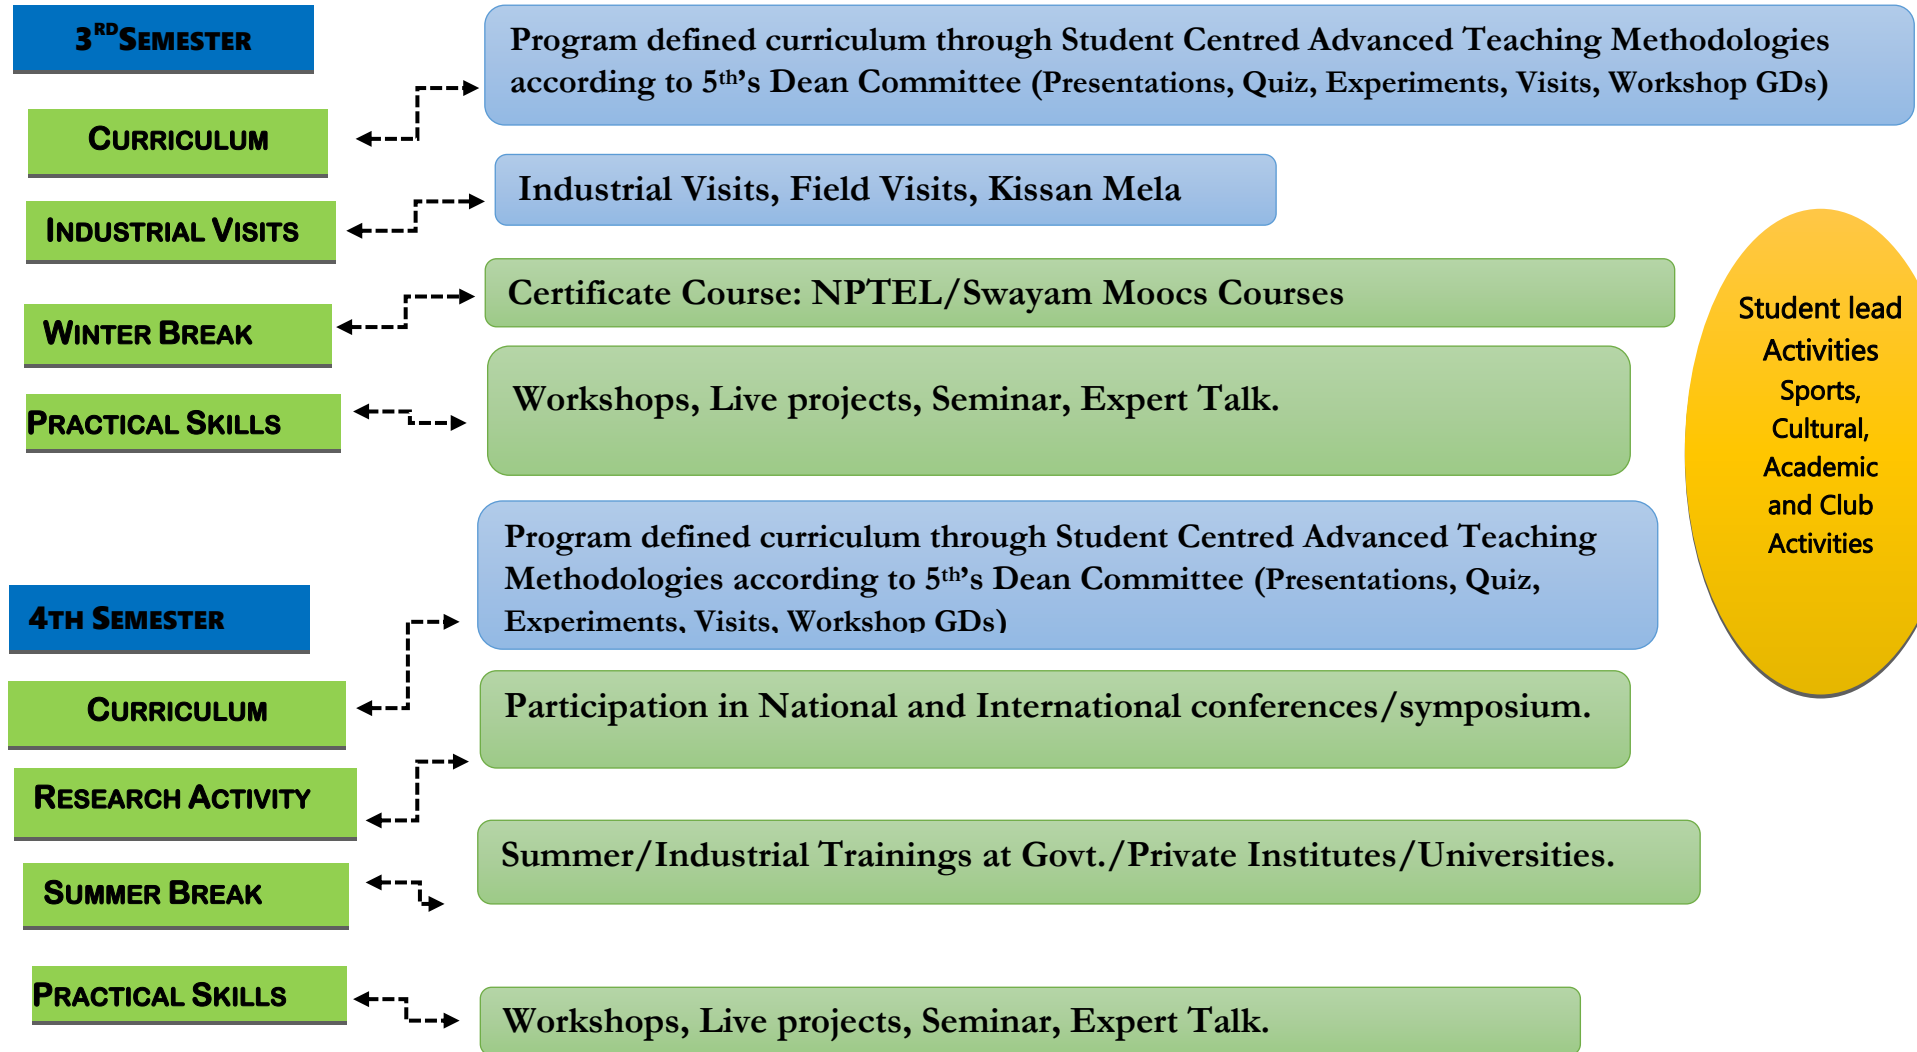 3RD SEMESTER
Program defined curriculum through Student Centred Advanced Teaching Methodologies
according to 5th's Dean Committee (Presentations, Quiz, Experiments, Visits, Workshop GDs)
CURRICULUM
Industrial Visits, Field Visits, Kissan Mela
INDUSTRIAL VISITS
Certificate Course: NPTEL/Swayam Moocs Courses
WINTER BREAK
Workshops, Live projects, Seminar, Expert Talk.
PRACTICAL SKILLS
Student lead
Activities
Sports,
Cultural,
Academic
and Club
Activities
4TH SEMESTER
Program defined curriculum through Student Centred Advanced Teaching
Methodologies according to 5th's Dean Committee (Presentations, Quiz,
Experiments, Visits, Workshop GDs)
CURRICULUM
Participation in National and International conferences/symposium.
RESEARCH ACTIVITY
Summer/Industrial Trainings at Govt./Private Institutes/Universities.
SUMMER BREAK
PRACTICAL SKILLS
Workshops, Live projects, Seminar, Expert Talk.